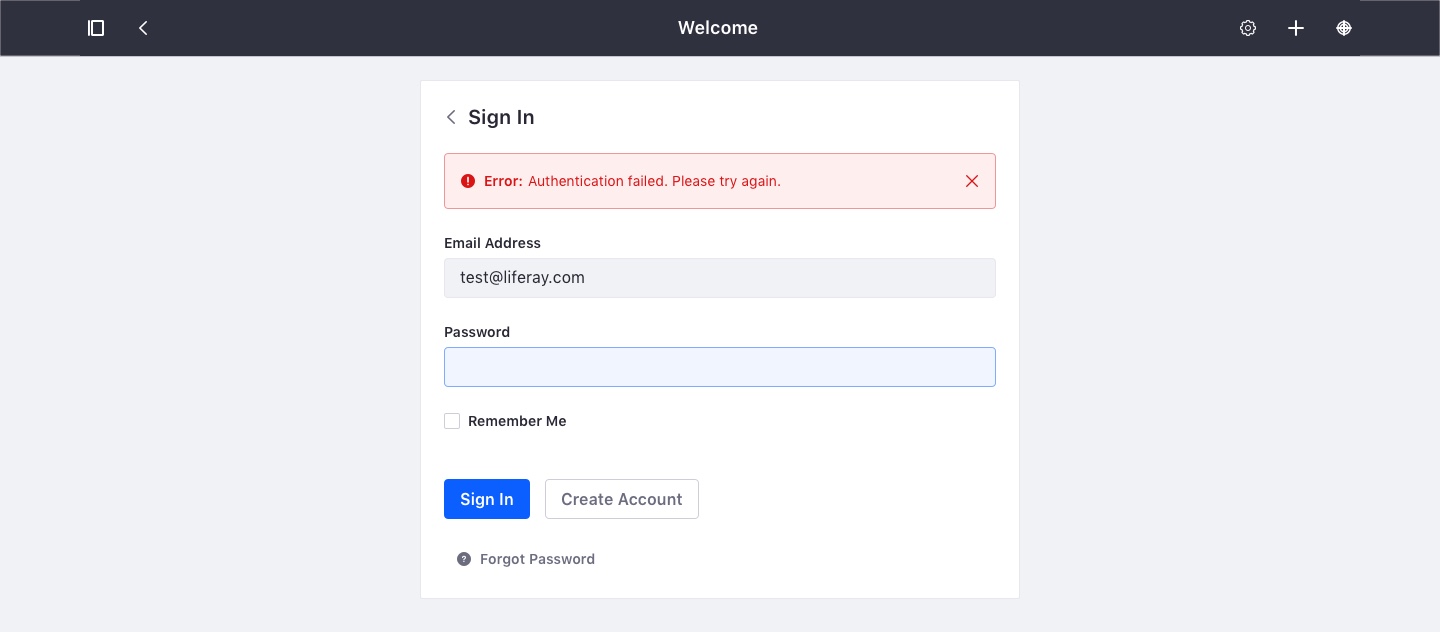 Welcome
Sign In
Error: Authentication failed. Please try again.
Email Address
test@liferay.com
Password
Remember Me
Sign In
Create Account
Forgot Password